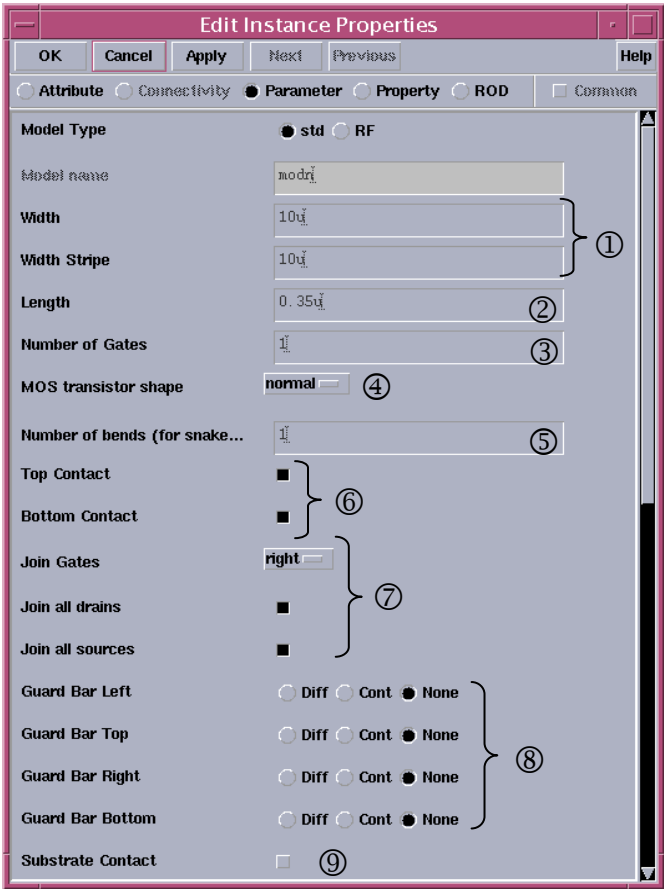 Edit Instance Properties
OK Cancel Apply Next Previous Help
Attribute Connectivity Parameter Property ROD Common
Model Type std RF
Model name modn
Width 10u
①
Width Stripe 10u
Length 0.35u ②
Number of Gates 1 ③
MOS transistor shape normal ④
Number of bends (for snake... 1 ⑤
Top Contact
⑥
Bottom Contact
Join Gates right
⑦
Join all drains
Join all sources
Guard Bar Left Diff Cont None
Guard Bar Top Diff Cont None
⑧
Guard Bar Right Diff Cont None
Guard Bar Bottom Diff Cont None
Substrate Contact ⑨